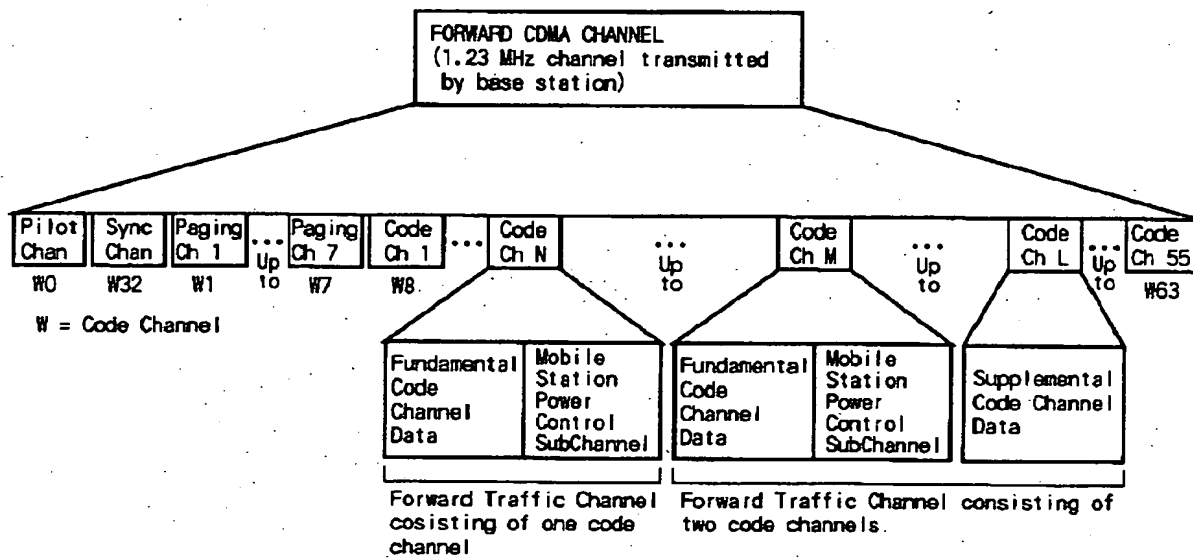 FORWARD CDMA CHANNEL
(1.23 MHz channel transmitted
by base station)
Pilot
Chan
Sync
Chan
Paging
Ch 1
...
Up
to
Paging
Ch 7
Code
Ch 1
...
Code
Ch N
...
Up
to
Code
Ch M
...
Up
to
Code
Ch L
...
Up
to
Code
Ch 55
W0
W32
W1
W7
W8
W63
W = Code Channel
Fundamental
Code
Channel
Data
Mobile
Station
Power
Control
SubChannel
Fundamental
Code
Channel
Data
Mobile
Station
Power
Control
SubChannel
Supplemental
Code Channel
Data
Forward Traffic Channel
cosisting of one code
channel
Forward Traffic Channel consisting of
two code channels.